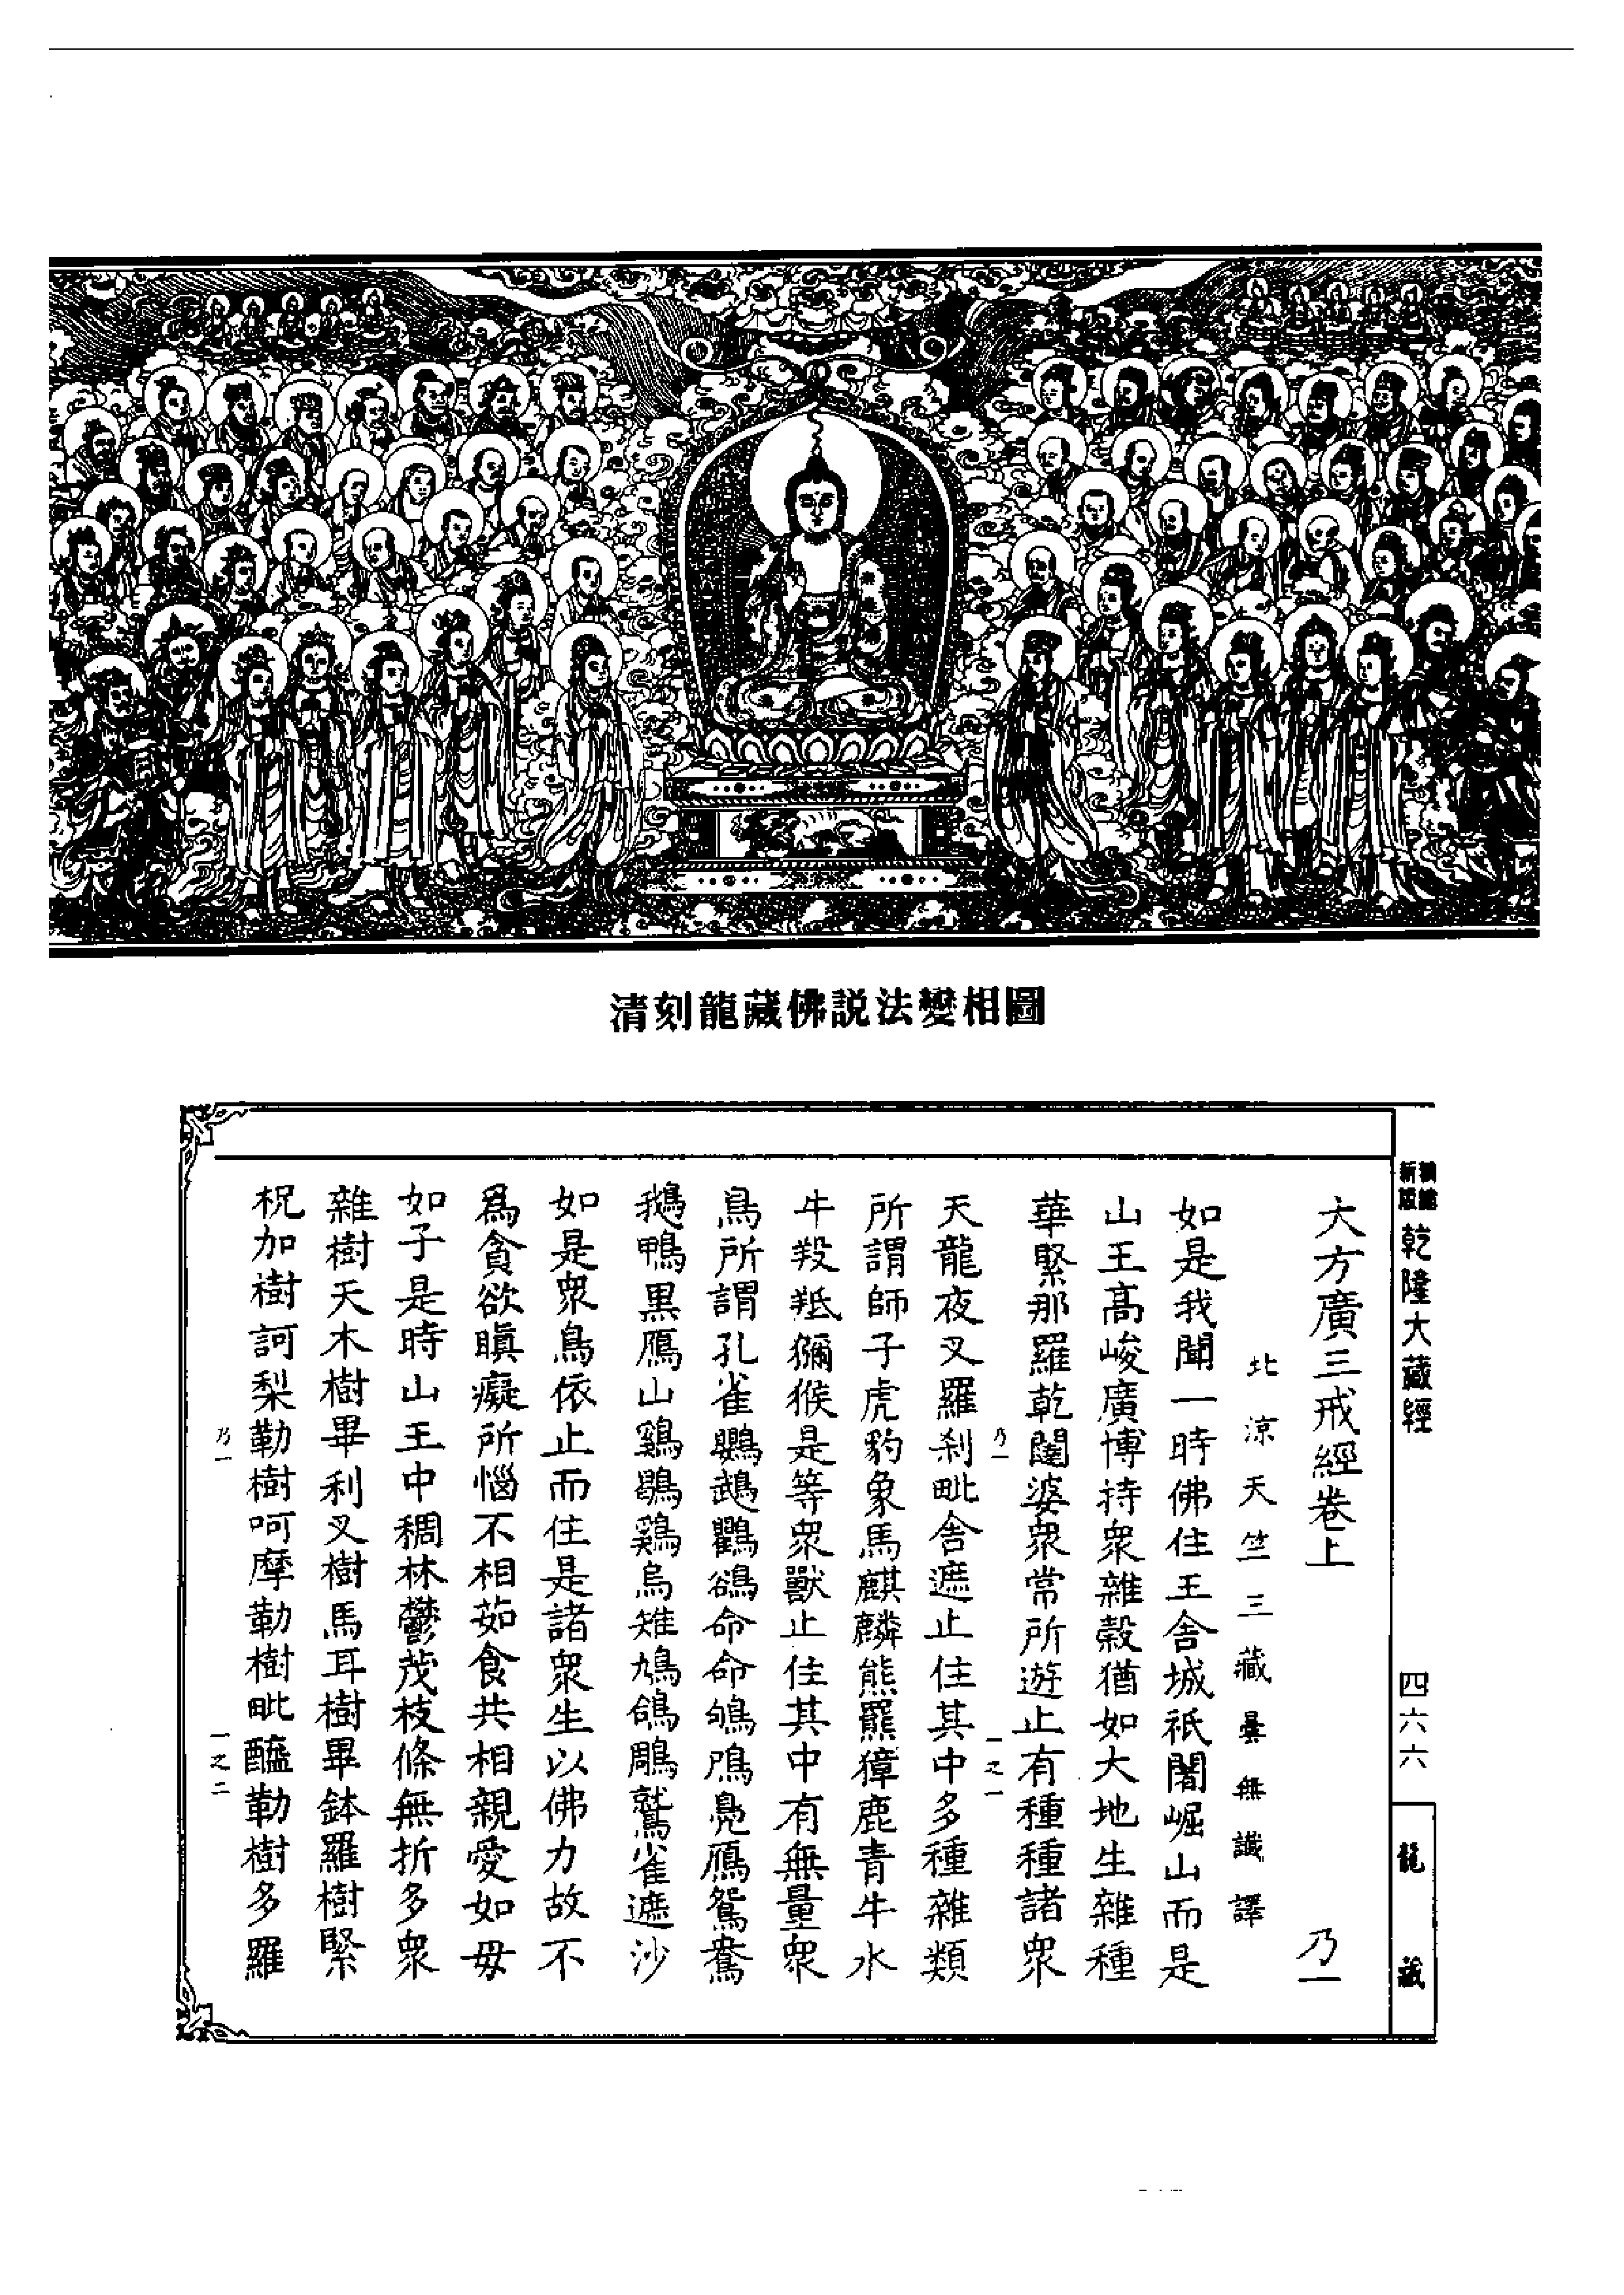 清刻龍藏佛説法變相圖
乾隆大藏經
四六六
龍藏
大方廣三戒經卷上
乃一
北涼天竺三藏曇無讖譯
如是我聞一時佛住王舍城祇闍崛山而是
山王高峻廣博持衆雜穀猶如大地生雜種
華緊那羅乾闥婆衆常所遊止有種種諸衆
乃一
一之一
天龍夜叉羅刹毗舍遮止住其中多種雜類
所謂師子虎豹象馬麒麟熊羆獐鹿青牛水
牛羖羝獼猴是等衆獸止住其中有無量衆
鳥所謂孔雀鸚鵡鸜鵒命命鴝鴈鳧鴈鴛鴦
鵝鴨黑鴈山鷄鶡鷄烏雉鳩鴿鵰鷲雀遮沙
如是衆鳥依止而住是諸衆生以佛力故不
爲貪欲瞋癡所惱不相茹食共相親愛如母
如子是時山王中稠林鬱茂枝條無折多衆
雜樹天木樹畢利叉樹馬耳樹畢鉢羅樹緊
柷加樹訶梨勒樹呵摩勒樹毗醯勒樹多羅
乃一
一之二